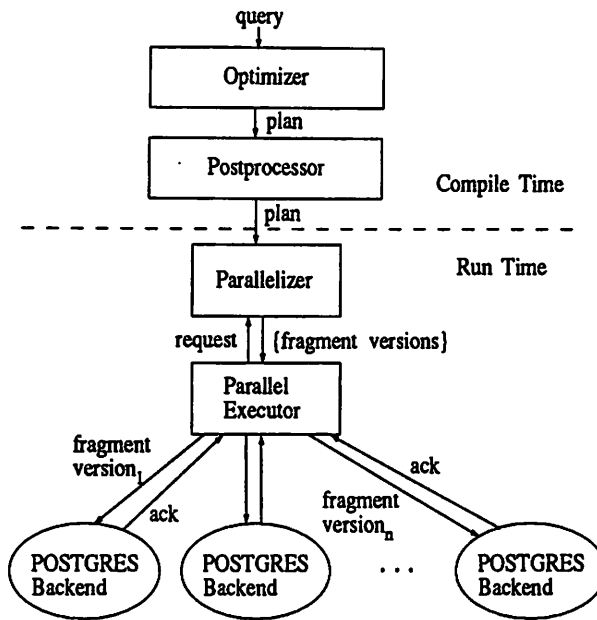 query
Optimizer
plan
Postprocessor
Compile Time
plan
Run Time
Parallelizer
request
{fragment versions}
Parallel
Executor
fragment
version₁
ack
ack
fragment
versionₙ
POSTGRES
Backend
POSTGRES
Backend
. . .
POSTGRES
Backend